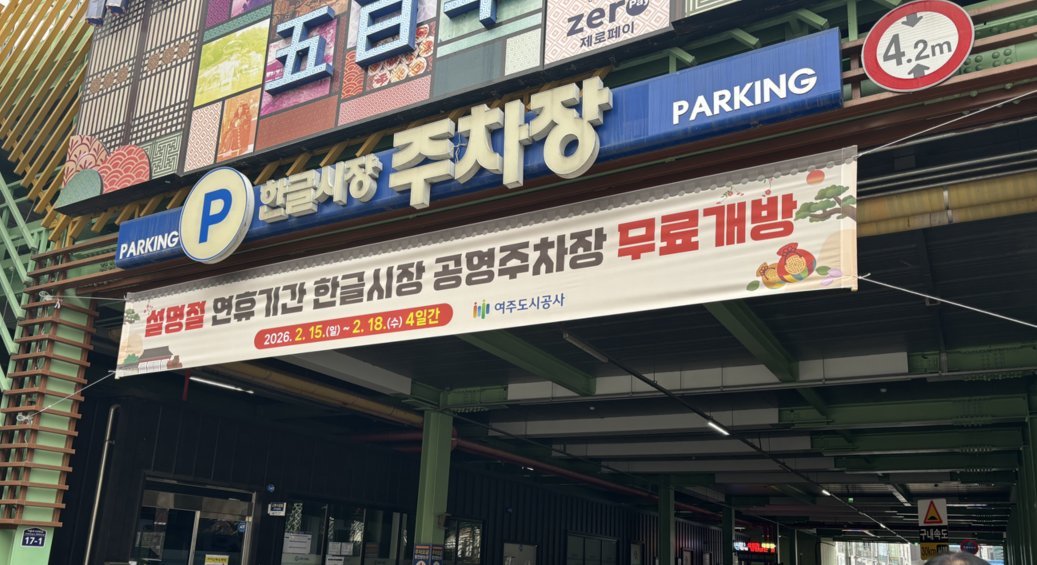 五日
zeroPay
제로페이
4.2m
PARKING
P
한글시장
주차장
PARKING
설명절 연휴기간 한글시장 공영주차장 무료개방
2026. 2. 15.(일) ~ 2. 18.(수) 4일간
여주도시공사
17-1
구내속도
30km